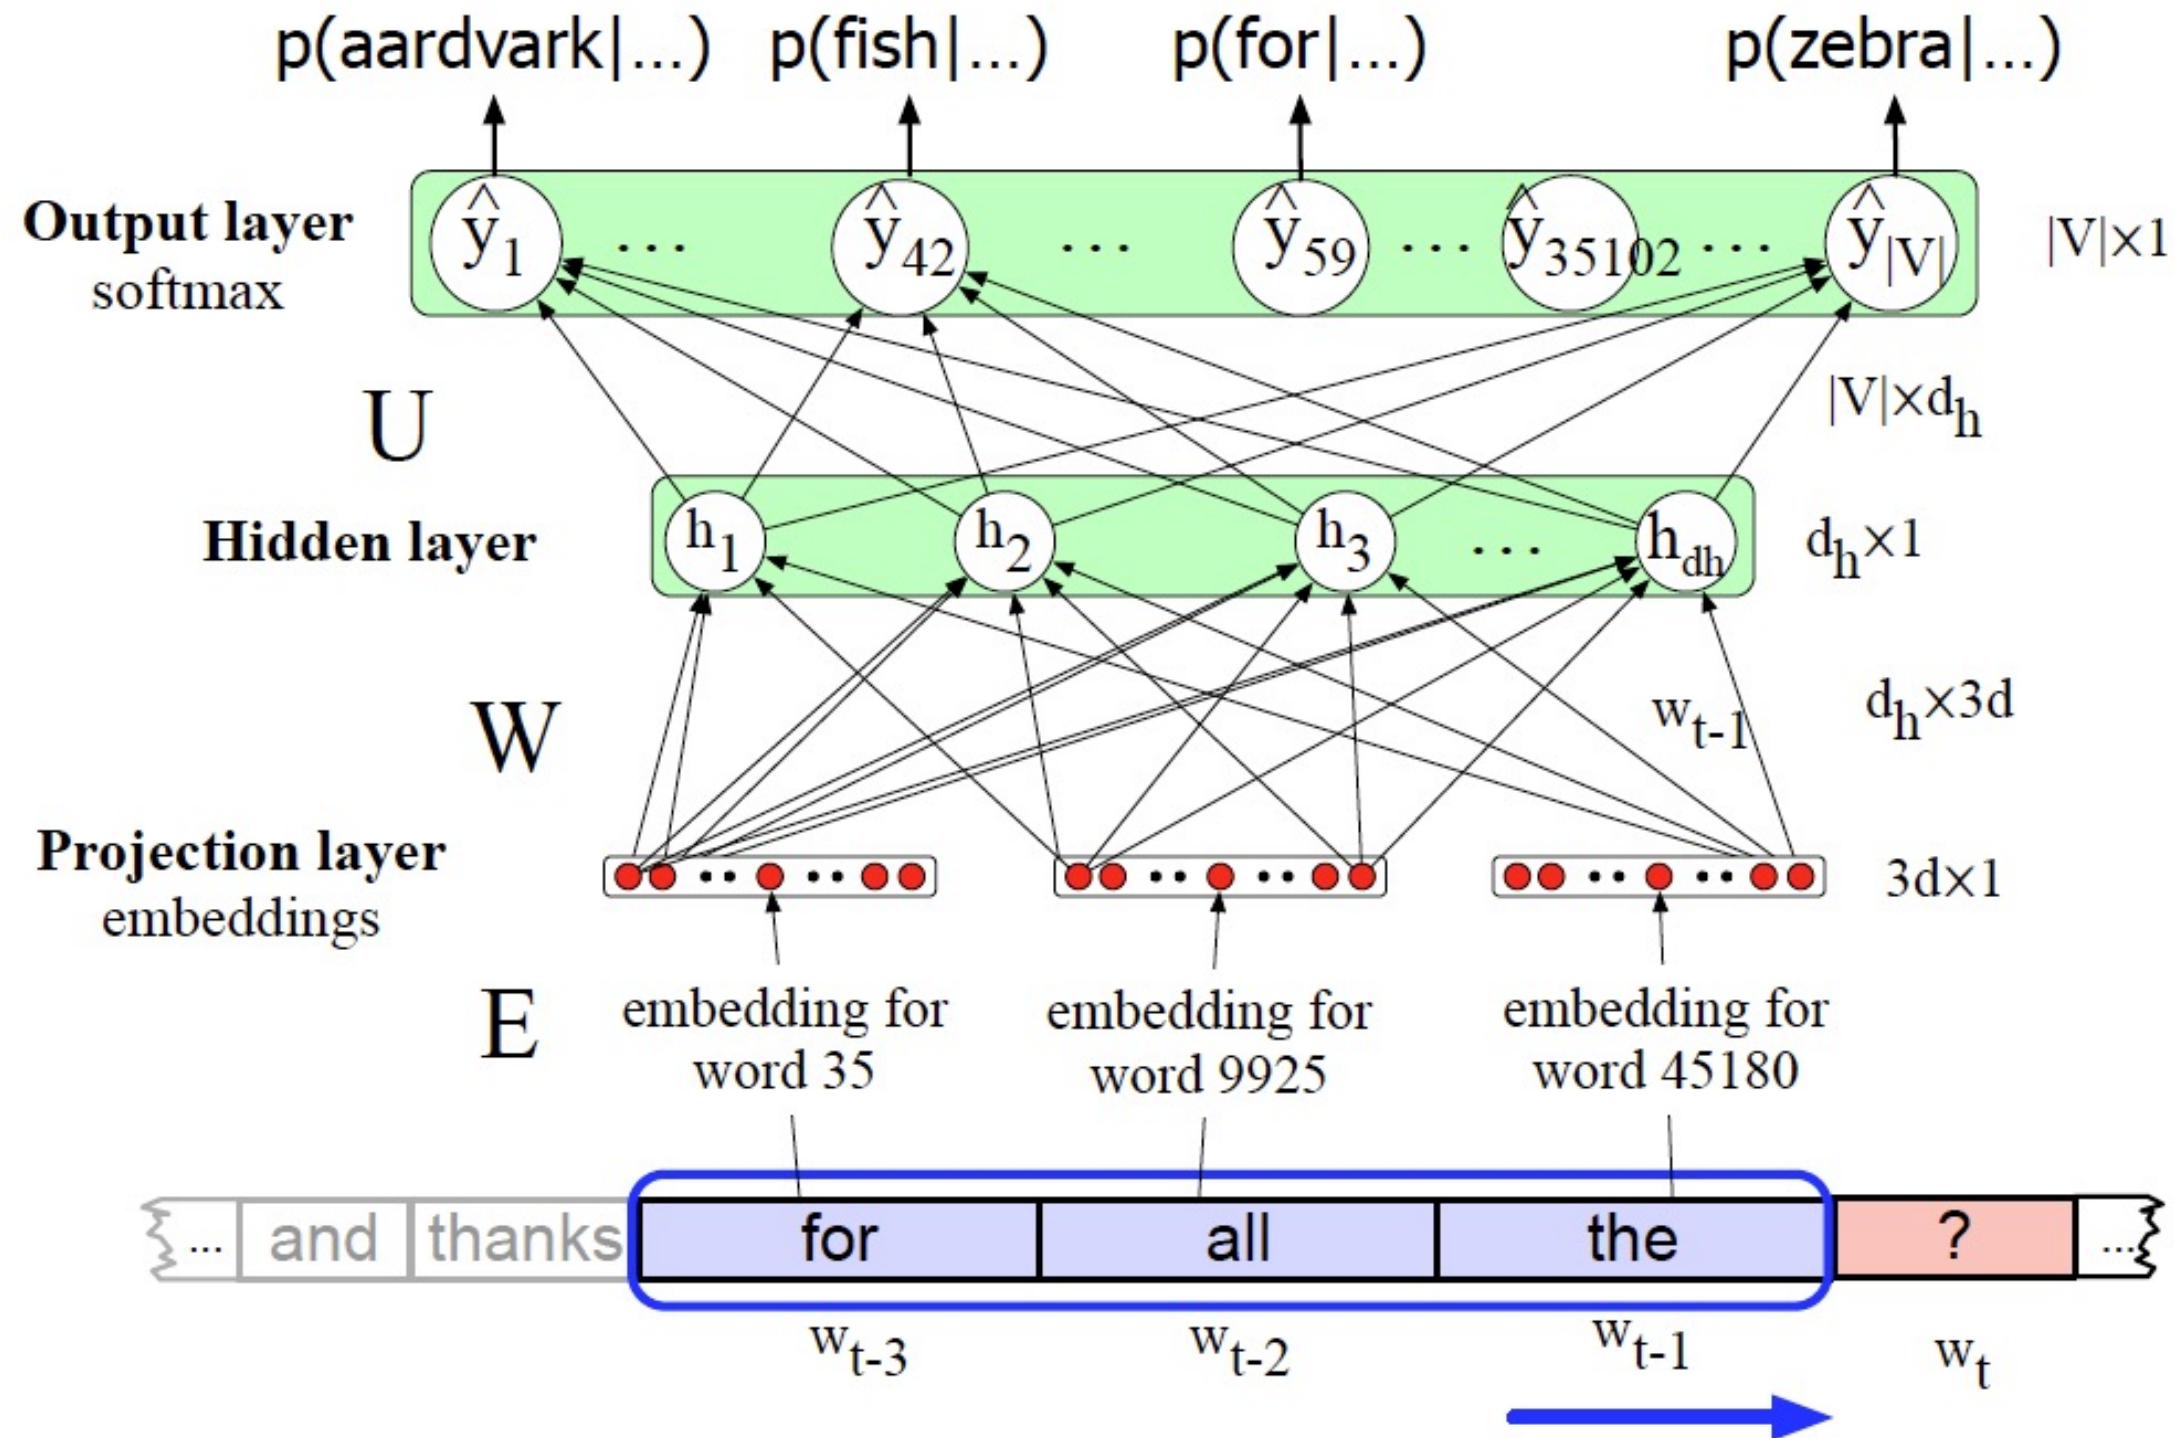 p(aardvark|...) p(fish|...) p(for|...) p(zebra|...)
Output layer
softmax
ŷ1 ... ŷ42 ... ŷ59 ... ŷ35102 ... ŷ|V|
|V|×1
U
|V|×dh
Hidden layer
h1 h2 h3 ... hdh
dh×1
W
wt-1
dh×3d
Projection layer
embeddings
3d×1
E
embedding for
word 35
embedding for
word 9925
embedding for
word 45180
... and thanks for all the ? ...
wt-3 wt-2 wt-1 wt